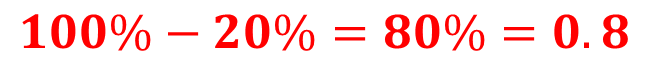 100% − 20% = 80% = 0.8